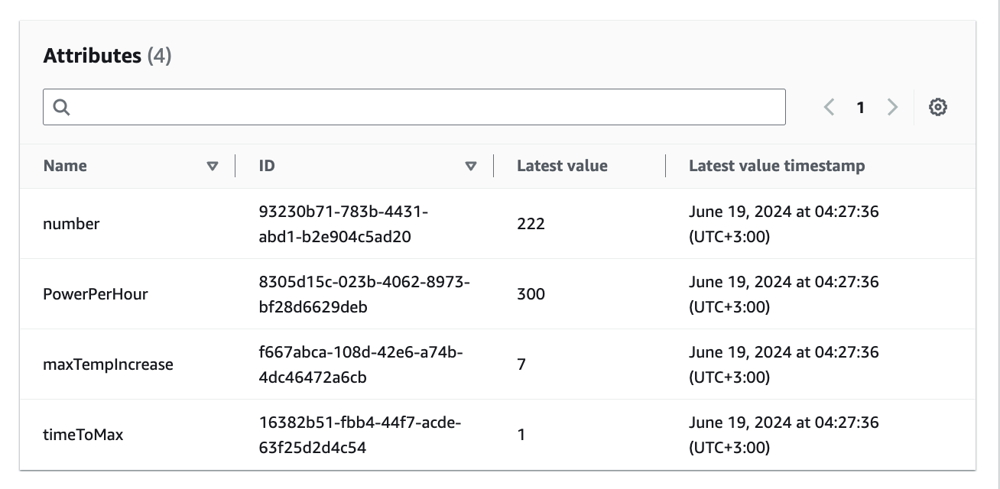 Attributes (4)
1
Name ID Latest value Latest value timestamp
93230b71-783b-4431- June 19, 2024 at 04:27:36
number 222
abd1-b2e904c5ad20 (UTC+3:00)
8305d15c-023b-4062-8973- June 19, 2024 at 04:27:36
PowerPerHour 300
bf28d6629deb (UTC+3:00)
f667abca-108d-42e6-a74b- June 19, 2024 at 04:27:36
maxTempIncrease 7
4dc46472a6cb (UTC+3:00)
16382b51-fbb4-44f7-acde- June 19, 2024 at 04:27:36
timeToMax 1
63f25d2d4c54 (UTC+3:00)